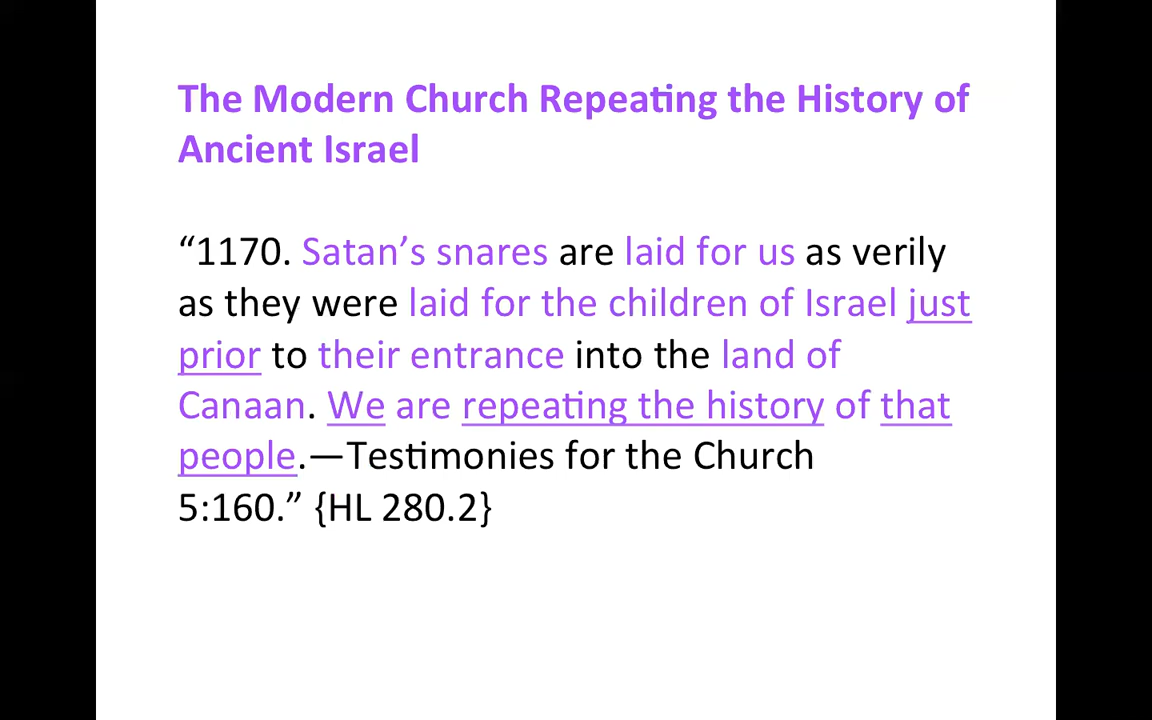 The Modern Church Repeating the History of
Ancient Israel
“1170. Satan’s snares are laid for us as verily
as they were laid for the children of Israel just
prior to their entrance into the land of
Canaan. We are repeating the history of that
people.—Testimonies for the Church
5:160.” {HL 280.2}